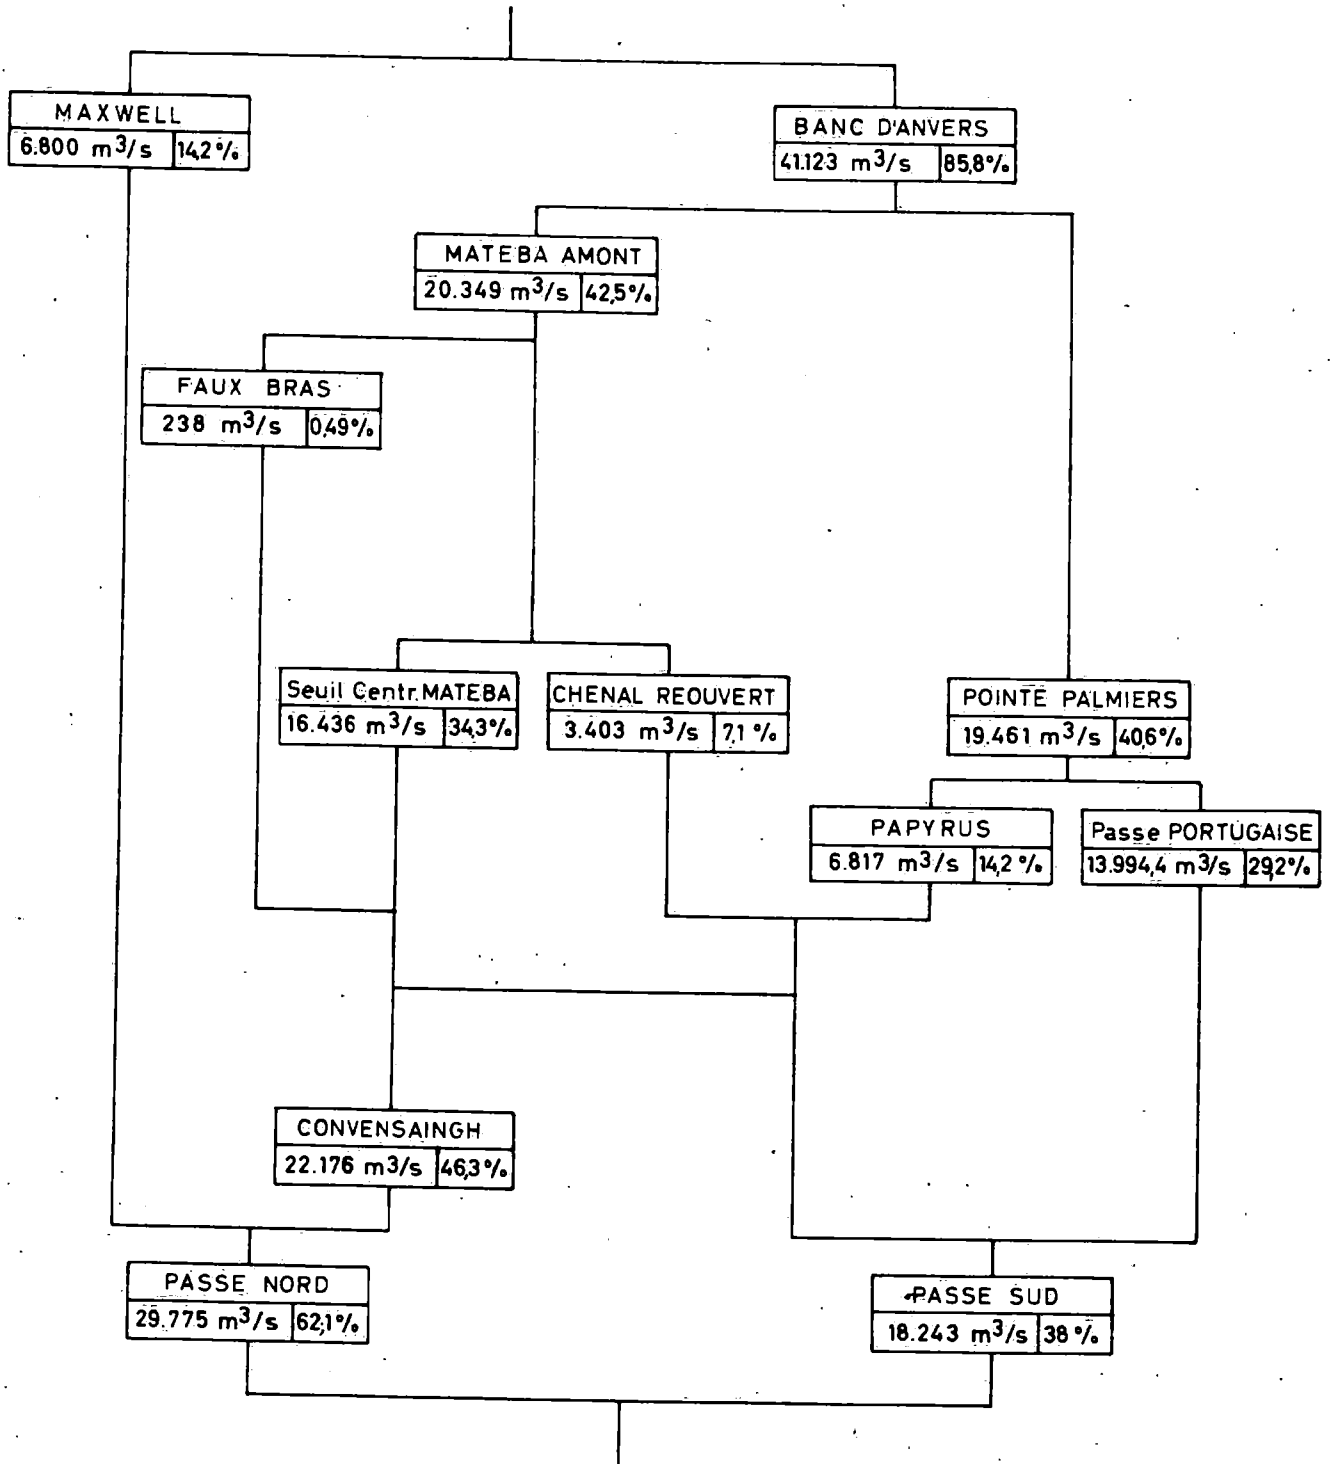 MAXWELL
6.800 m³/s 14,2%
BANC D'ANVERS
41.123 m³/s 85,8%
MATEBA AMONT
20.349 m³/s 42,5%
FAUX BRAS
238 m³/s 0,49%
Seuil Centr. MATEBA
16.436 m³/s 34,3%
CHENAL REOUVERT
3.403 m³/s 7,1 %
POINTE PALMIERS
19.461 m³/s 40,6%
PAPYRUS
6.817 m³/s 14,2 %
Passe PORTUGAISE
13.994,4 m³/s 29,2%
CONVENSAINGH
22.176 m³/s 46,3%
PASSE NORD
29.775 m³/s 62,1%
PASSE SUD
18.243 m³/s 38 %